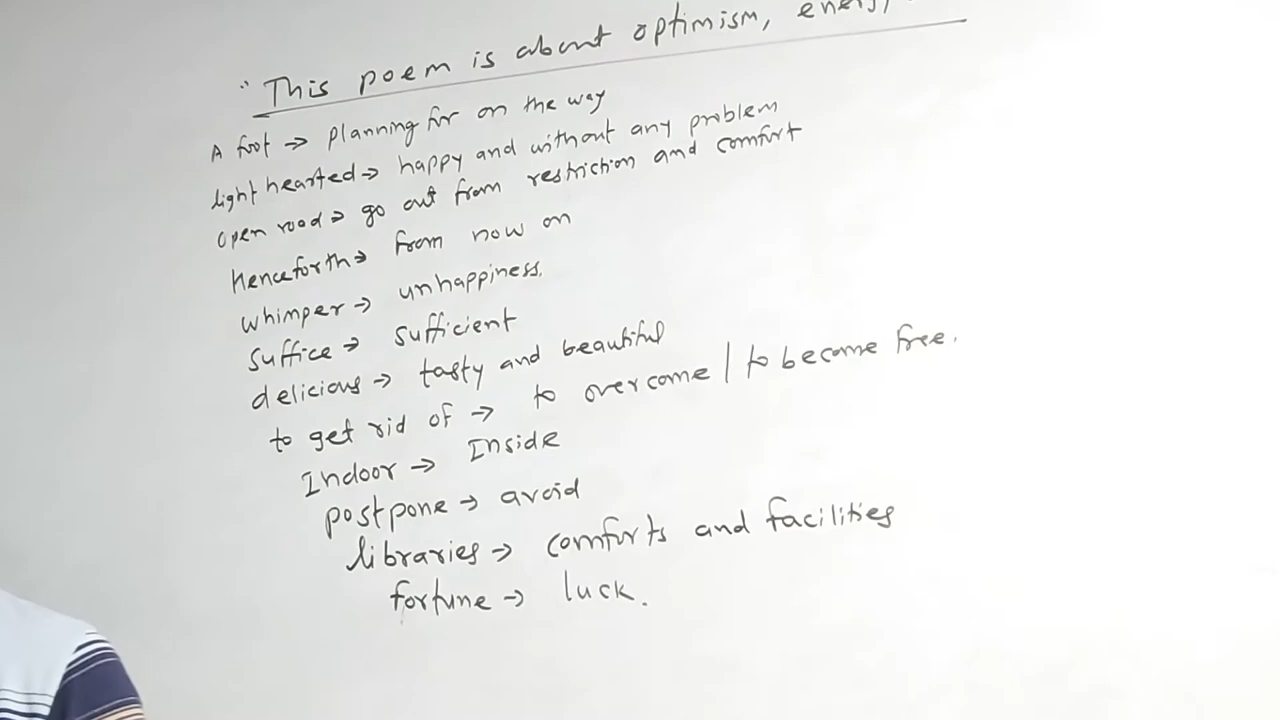 " This poem is about optimism,
A foot → planning for on the way
light hearted → happy and without any problem
open road → go out from restriction and comfort
Henceforth → from now on
whimper → unhappiness.
suffice → sufficient
delicious → tasty and beautiful
to get rid of → to overcome / to become free.
Indoor → Inside
postpone → avoid
libraries → comforts and facilities
fortune → luck.